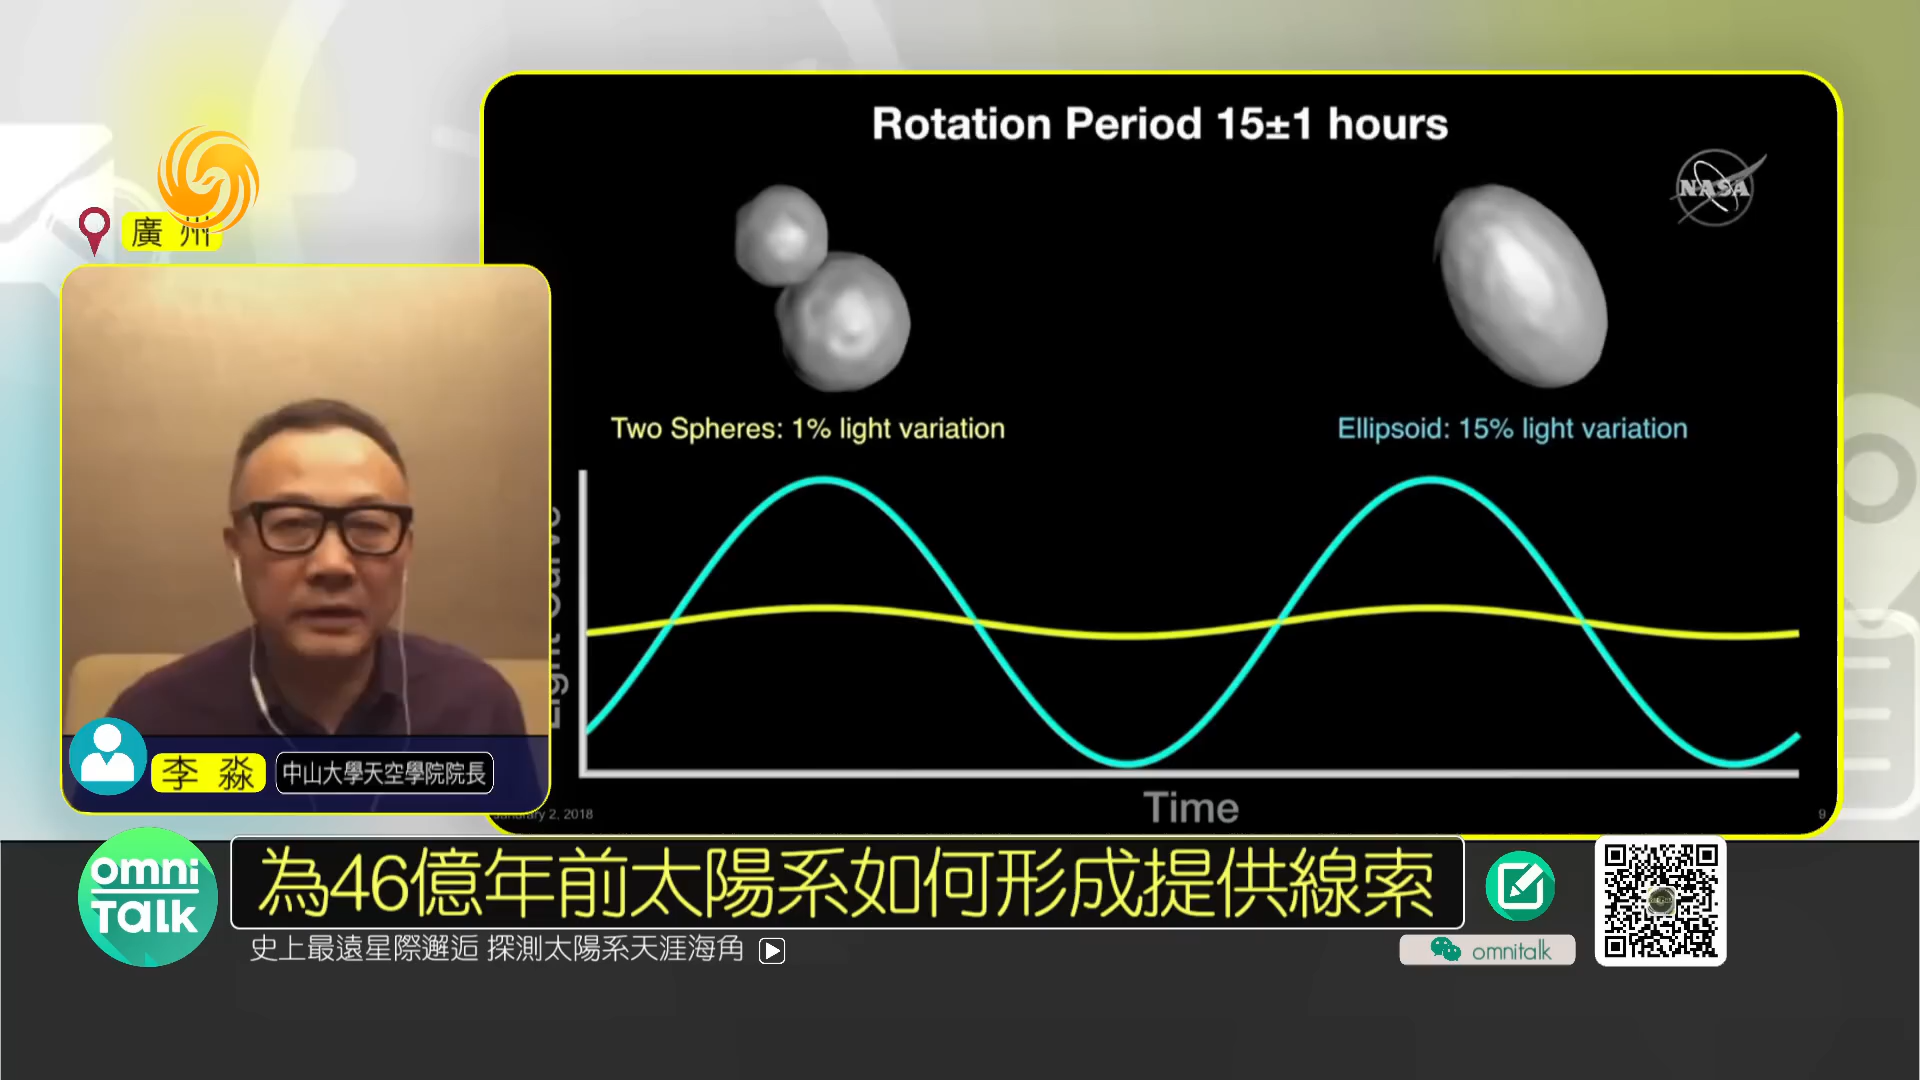 Rotation Period 15±1 hours
NASA
廣 州
Two Spheres: 1% light variation
Ellipsoid: 15% light variation
Time
2, 2018
9
李 淼
中山大學天空學院院長
omni Talk
為46億年前太陽系如何形成提供線索
史上最遠星際邂逅 探測太陽系天涯海角
omnitalk